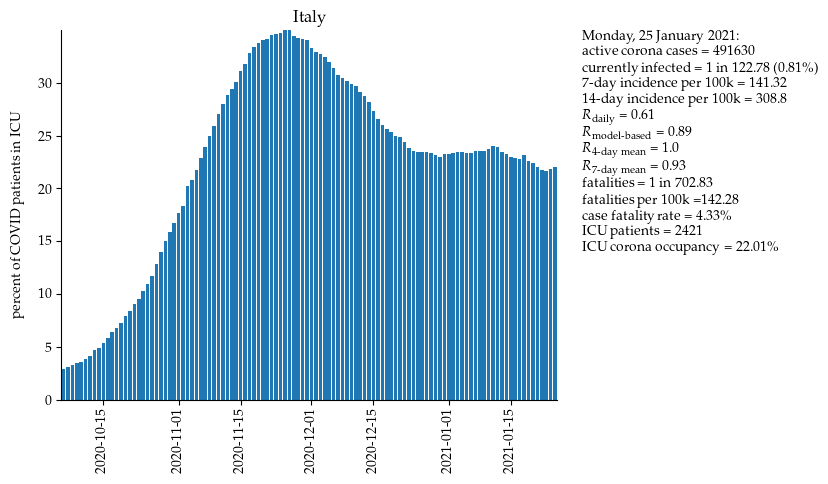 Italy
percent of COVID patients in ICU
30
25
20
15
10
5
0
2020-10-15
2020-11-01
2020-11-15
2020-12-01
2020-12-15
2021-01-01
2021-01-15
Monday, 25 January 2021:
active corona cases = 491630
currently infected = 1 in 122.78 (0.81%)
7-day incidence per 100k = 141.32
14-day incidence per 100k = 308.8
Rdaily = 0.61
Rmodel-based = 0.89
R4-day mean = 1.0
R7-day mean = 0.93
fatalities = 1 in 702.83
fatalities per 100k =142.28
case fatality rate = 4.33%
ICU patients = 2421
ICU corona occupancy = 22.01%